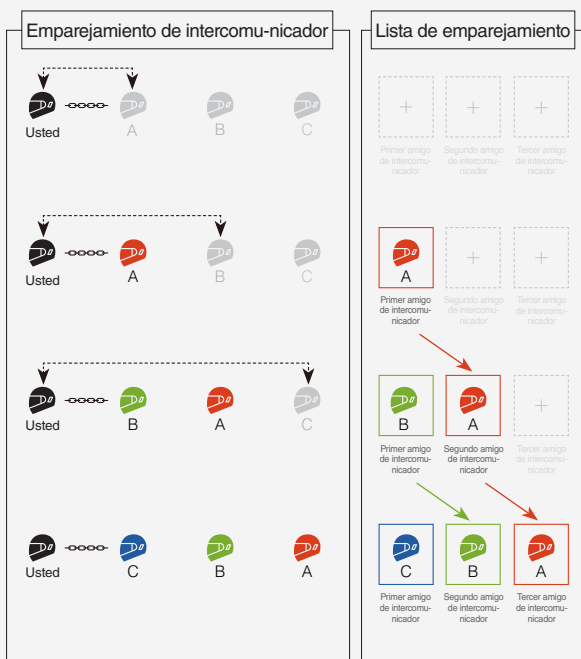 Emparejamiento de intercomu-nicador
Lista de emparejamiento
Usted
A
B
C
Primer amigo
de intercomu-
nicador
Segundo amigo
de intercomu-
nicador
Tercer amigo
de intercomu-
nicador
Usted
A
B
C
A
Primer amigo
de intercomu-
nicador
Segundo amigo
de intercomu-
nicador
Tercer amigo
de intercomu-
nicador
Usted
B
A
C
B
A
Primer amigo
de intercomu-
nicador
Segundo amigo
de intercomu-
nicador
Tercer amigo
de intercomu-
nicador
Usted
C
B
A
C
B
A
Primer amigo
de intercomu-
nicador
Segundo amigo
de intercomu-
nicador
Tercer amigo
de intercomu-
nicador